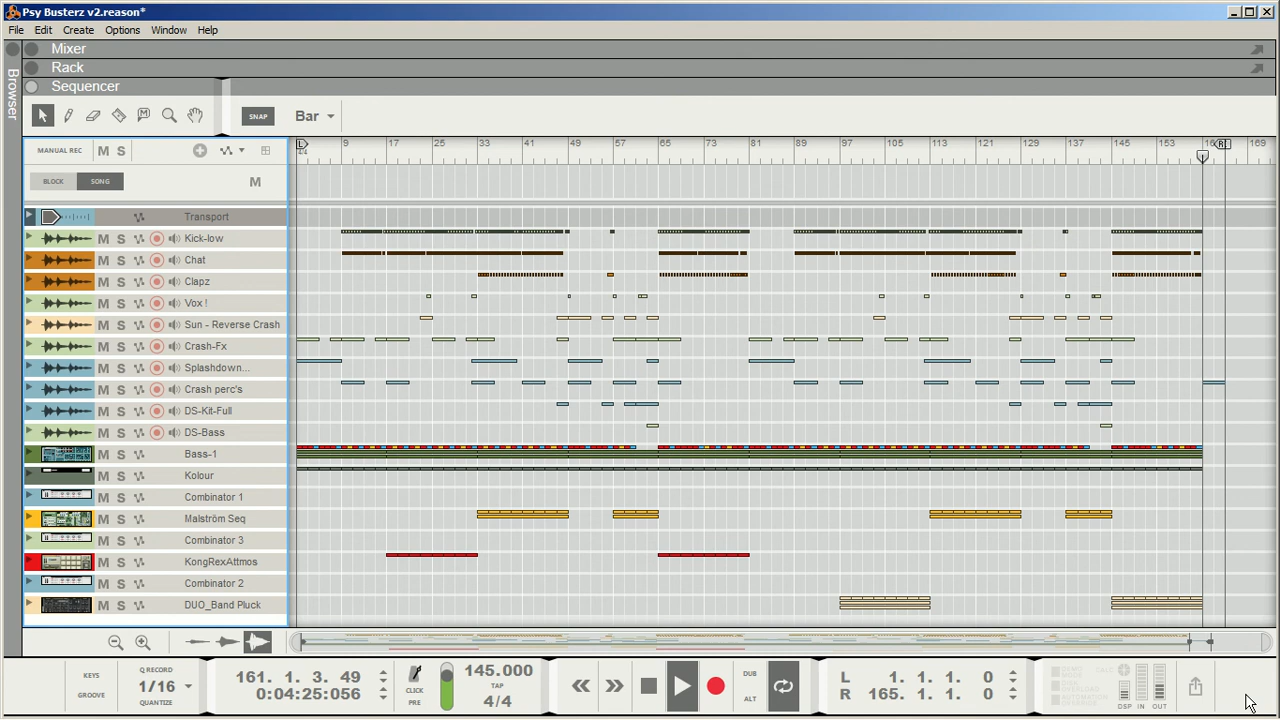 Psy Busterz v2.reason*
File Edit Create Options Window Help
Mixer
Rack
Sequencer
Browser
SNAP Bar
MANUAL REC M S
9 17 25 33 41 49 57 65 73 81 89 97 105 113 121 129 137 145 153 169
L R
4/4
BLOCK SONG M
Transport
M S Kick-low
M S Chat
M S Clapz
M S Vox !
M S Sun - Reverse Crash
M S Crash-Fx
M S Splashdown...
M S Crash perc's
M S DS-Kit-Full
M S DS-Bass
M S Bass-1
M S Kolour
M S Combinator 1
M S Malström Seq
M S Combinator 3
M S KongRexAttmos
M S Combinator 2
M S DUO_Band Pluck
KEYS
GROOVE
Q RECORD
1/16
QUANTIZE
161. 1. 3. 49
0:04:25:056
CLICK
PRE
145.000
TAP
4/4
DUB
ALT
L 1. 1. 1. 0
R 165. 1. 1. 0
DSP IN OUT